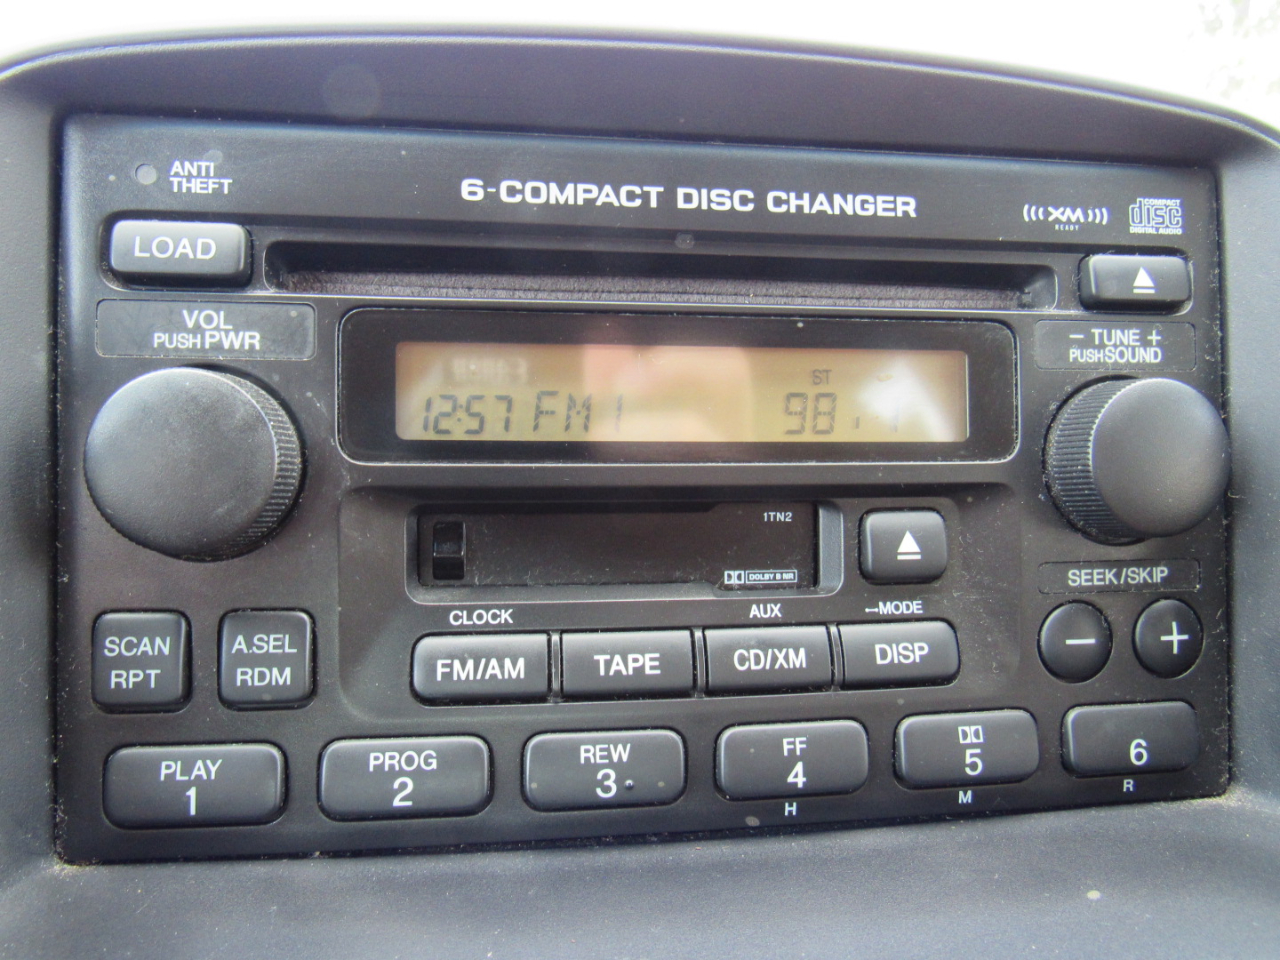 ANTI
THEFT
6-COMPACT DISC CHANGER
XM
READY
COMPACT
disc
DIGITAL AUDIO
LOAD
VOL
PUSH PWR
- TUNE +
PUSH SOUND
ST
12:57 FM1 98.1
1TN2
DOLBY B NR
SEEK/SKIP
CLOCK
AUX
MODE
FM/AM
TAPE
CD/XM
DISP
SCAN
RPT
A.SEL
RDM
- +
PLAY
1
PROG
2
REW
3
FF
4
5
6
H
M
R